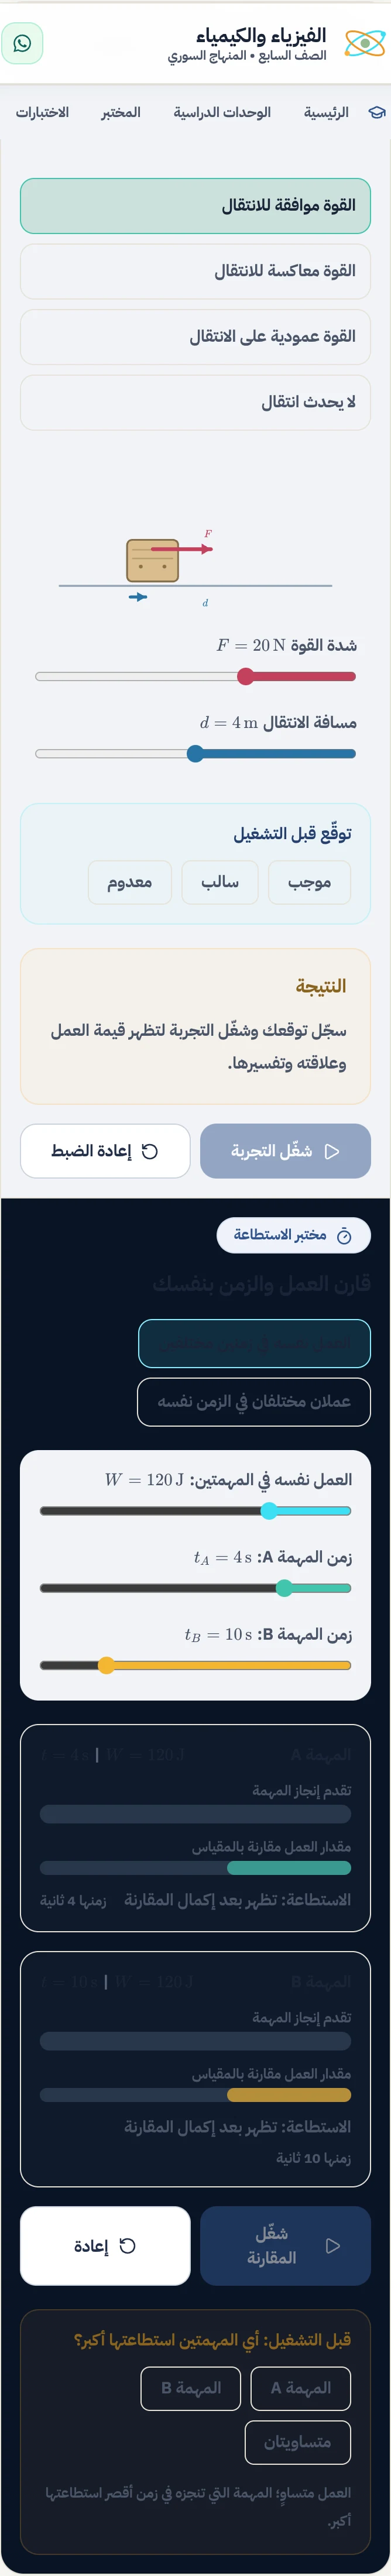 الفيزياء والكيمياء
الصف السابع • المنهاج السوري
الرئيسية
الوحدات الدراسية
المختبر
الاختبارات
القوة موافقة للانتقال
القوة معاكسة للانتقال
القوة عمودية على الانتقال
لا يحدث انتقال
F
d
شدة القوة F = 20 N
مسافة الانتقال d = 4 m
توقّع قبل التشغيل
موجب
سالب
معدوم
النتيجة
سجّل توقعك وشغّل التجربة لتظهر قيمة العمل
وعلاقته وتفسيرها.
شغّل التجربة
إعادة الضبط
مختبر الاستطاعة
قارن العمل والزمن بنفسك
عملان مختلفان في الزمن نفسه
العمل نفسه في المهمتين: W = 120 J
زمن المهمة A: t_A = 4 s
زمن المهمة B: t_B = 10 s
المهمة A
t = 4 s | W = 120 J
تقدم إنجاز المهمة
مقدار العمل مقارنة بالمقياس
الاستطاعة: تظهر بعد إكمال المقارنة
زمنها 4 ثانية
المهمة B
t = 10 s | W = 120 J
تقدم إنجاز المهمة
مقدار العمل مقارنة بالمقياس
الاستطاعة: تظهر بعد إكمال المقارنة
زمنها 10 ثانية
شغّل
المقارنة
إعادة
قبل التشغيل: أي المهمتين استطاعتها أكبر؟
المهمة A
المهمة B
متساويتان
العمل متساوٍ؛ المهمة التي تنجزه في زمن أقصر استطاعتها
أكبر.